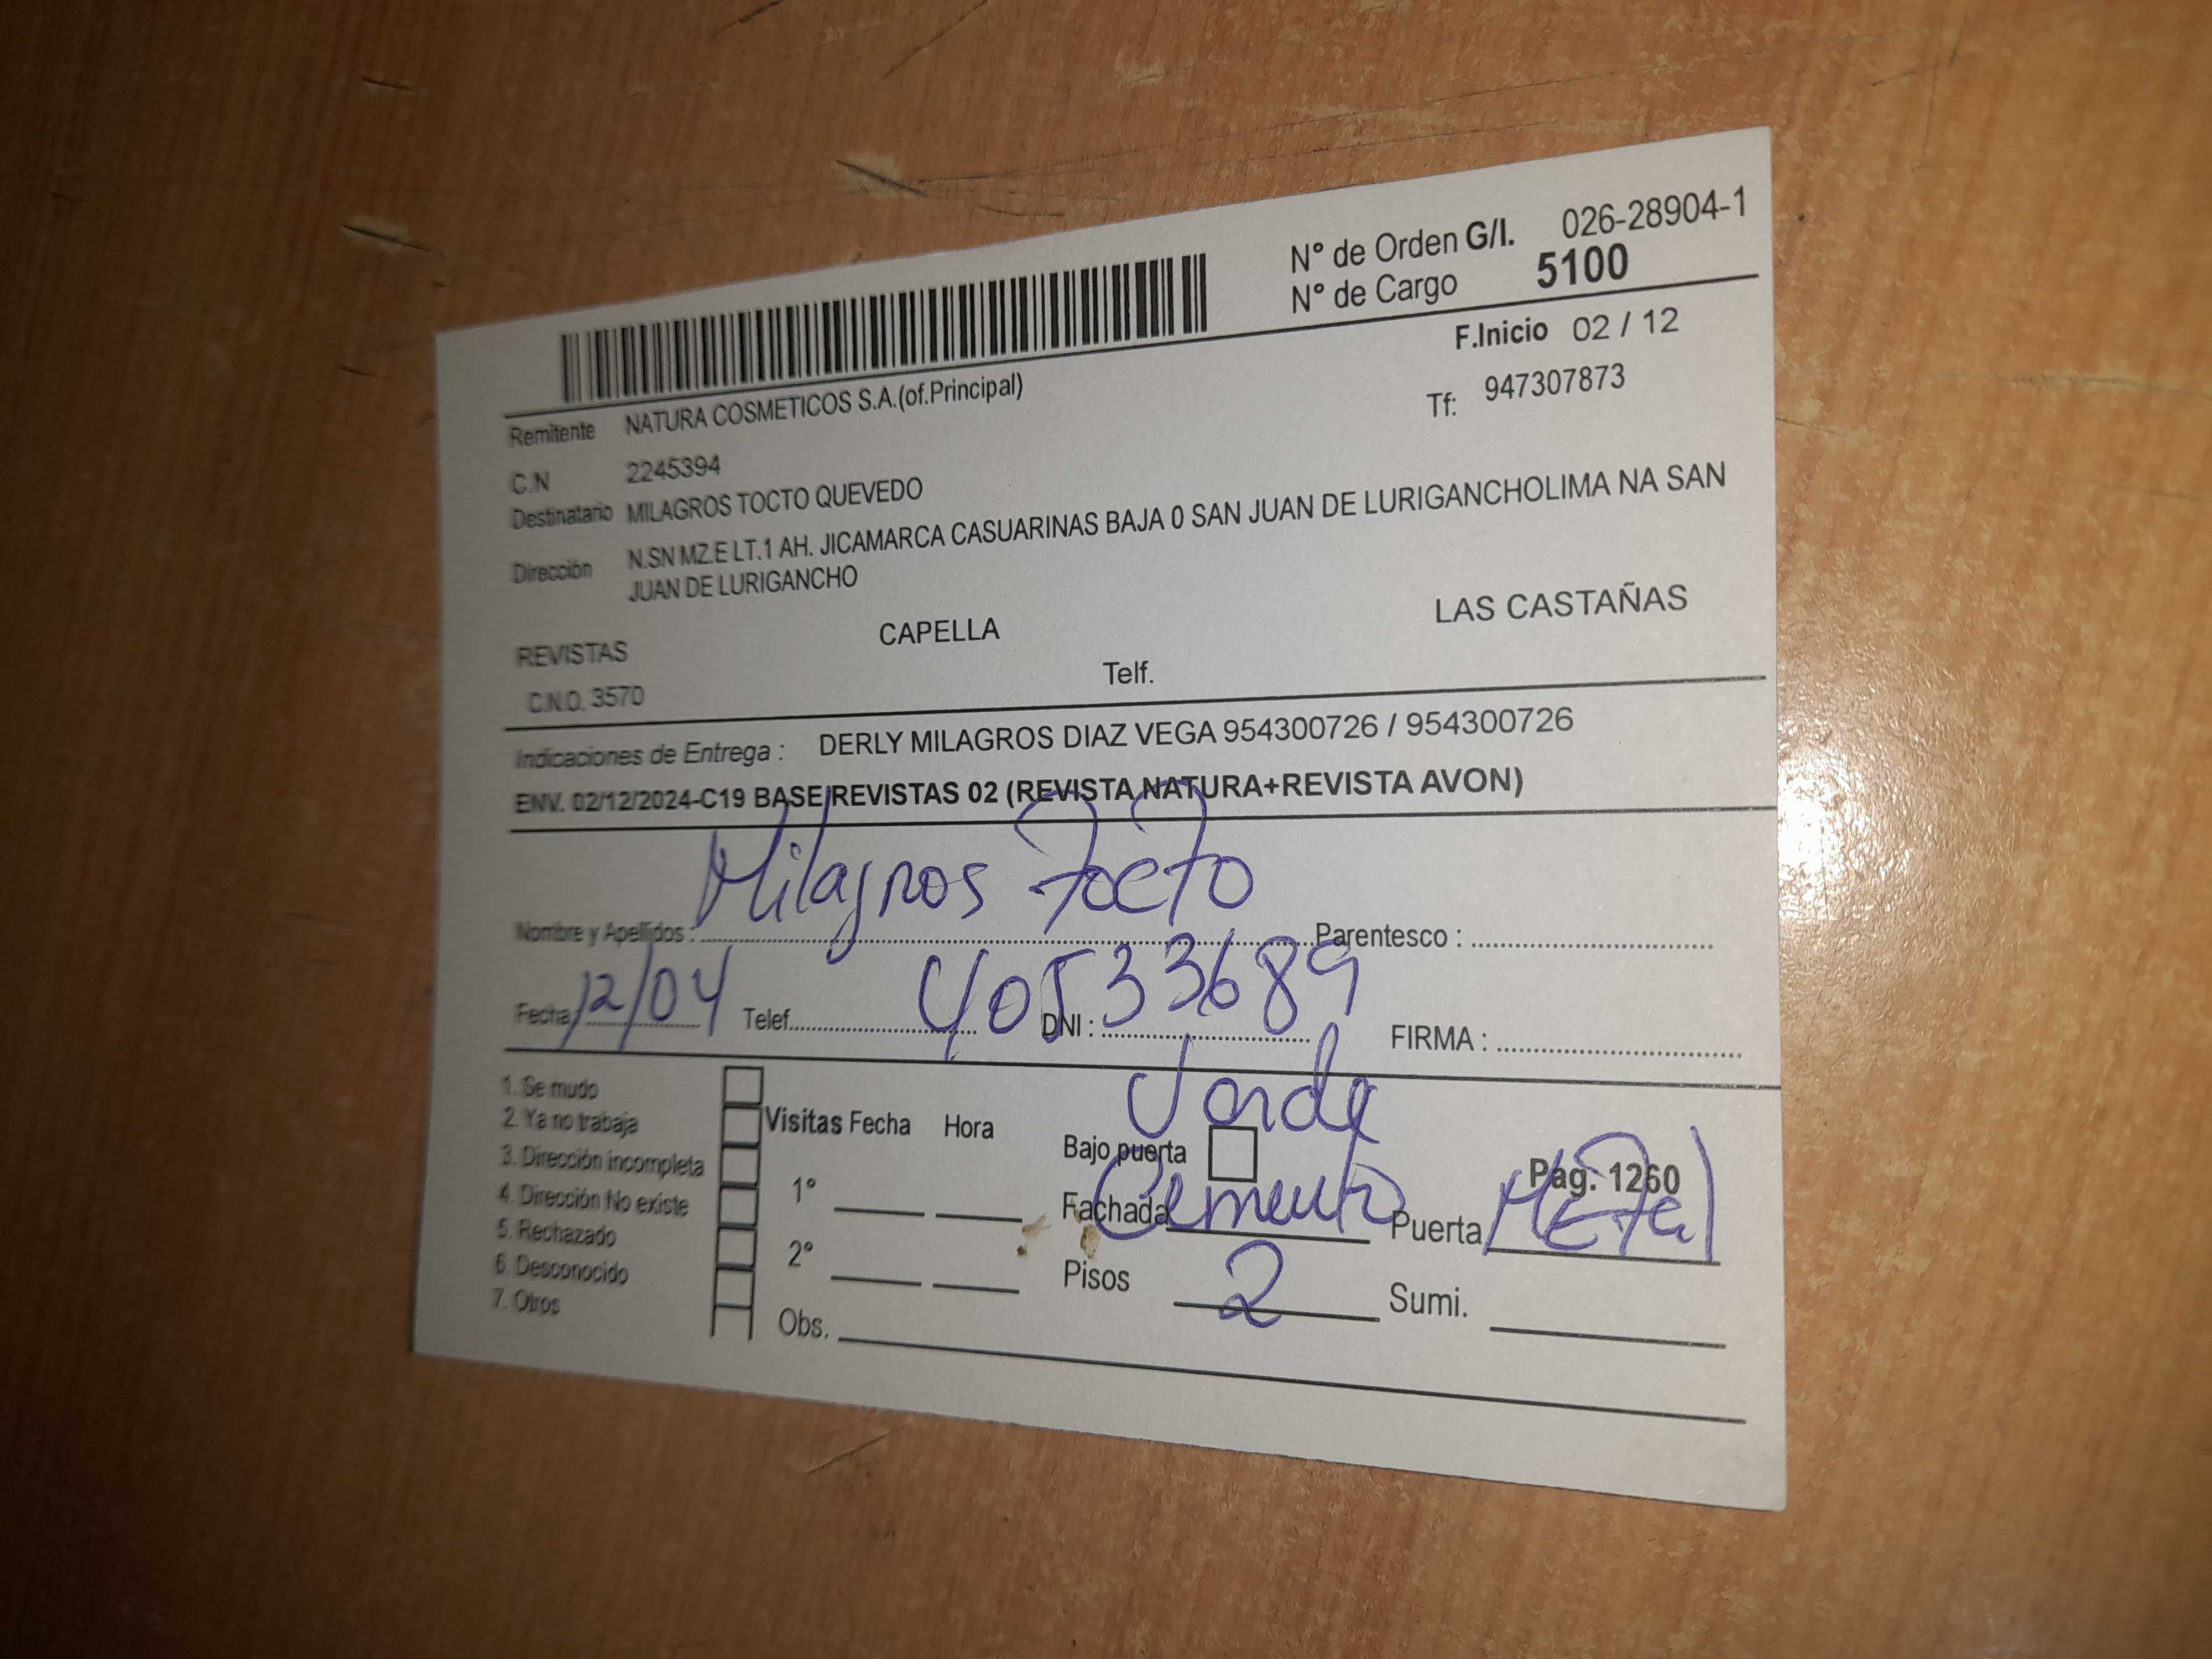 N° de Orden G/I. 026-28904-1
N° de Cargo 5100
F.Inicio 02 / 12
Remitente NATURA COSMETICOS S.A.(of.Principal)
Tf: 947307873
C.N 2245394
Destinatario MILAGROS TOCTO QUEVEDO
Dirección N.SN MZ.E LT.1 AH. JICAMARCA CASUARINAS BAJA 0 SAN JUAN DE LURIGANCHOLIMA NA SAN
JUAN DE LURIGANCHO
REVISTAS CAPELLA LAS CASTAÑAS
C.N.O. 3570 Telf.
Indicaciones de Entrega : DERLY MILAGROS DIAZ VEGA 954300726 / 954300726
ENV. 02/12/2024-C19 BASE/REVISTAS 02 (REVISTA NATURA+REVISTA AVON)
Nombre y Apellidos : Milagros Tocto Parentesco :
Fecha 12/04 Telef. DNI : 40533689 FIRMA :
1. Se mudo
2. Ya no trabaja
3. Dirección incompleta
4. Dirección No existe
5. Rechazado
6. Desconocido
7. Otros
Visitas Fecha Hora
1°
2°
Obs.
Bajo puerta Pag. 1260
Fachada Cemento Puerta METal
Pisos 2 Sumi.